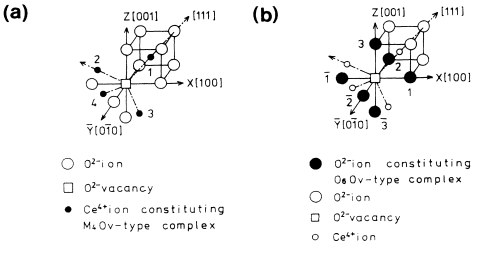 (a)
Z[001]
[111]
2
1
X[100]
4
3
Y̅[01̅0]
O²⁻ion
O²⁻vacancy
Ce⁴⁺ion constituting
M₄Oᴠ-type complex
(b)
Z[001]
[111]
3
2
1̅
1
2̅
X[100]
Y̅[01̅0]
3̅
O²⁻ion constituting
O₆Oᴠ-type complex
O²⁻ion
O²⁻vacancy
Ce⁴⁺ion